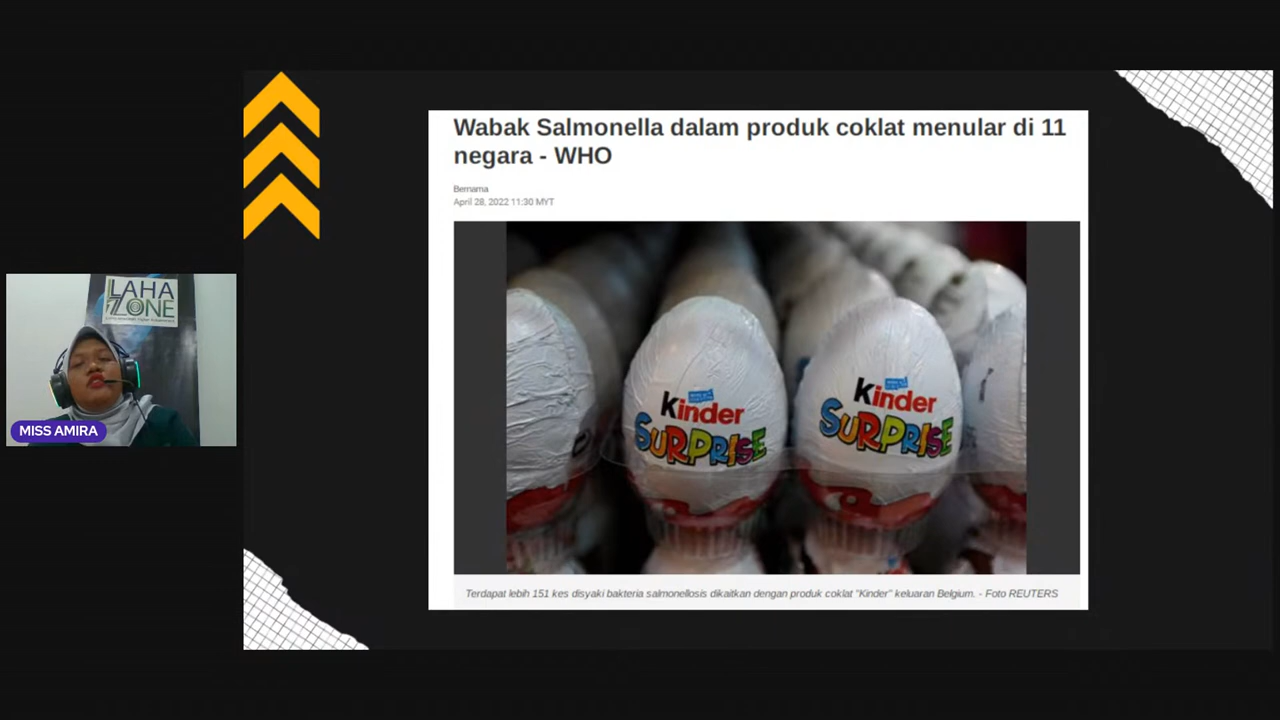 Wabak Salmonella dalam produk coklat menular di 11
negara - WHO
Bernama
April 28, 2022 11:30 MYT
kinder
SURPRISE
kinder
SURPRISE
Terdapat lebih 151 kes disyaki bakteria salmonellosis dikaitkan dengan produk coklat "Kinder" keluaran Belgium. - Foto REUTERS
LAHA
ZONE
MISS AMIRA